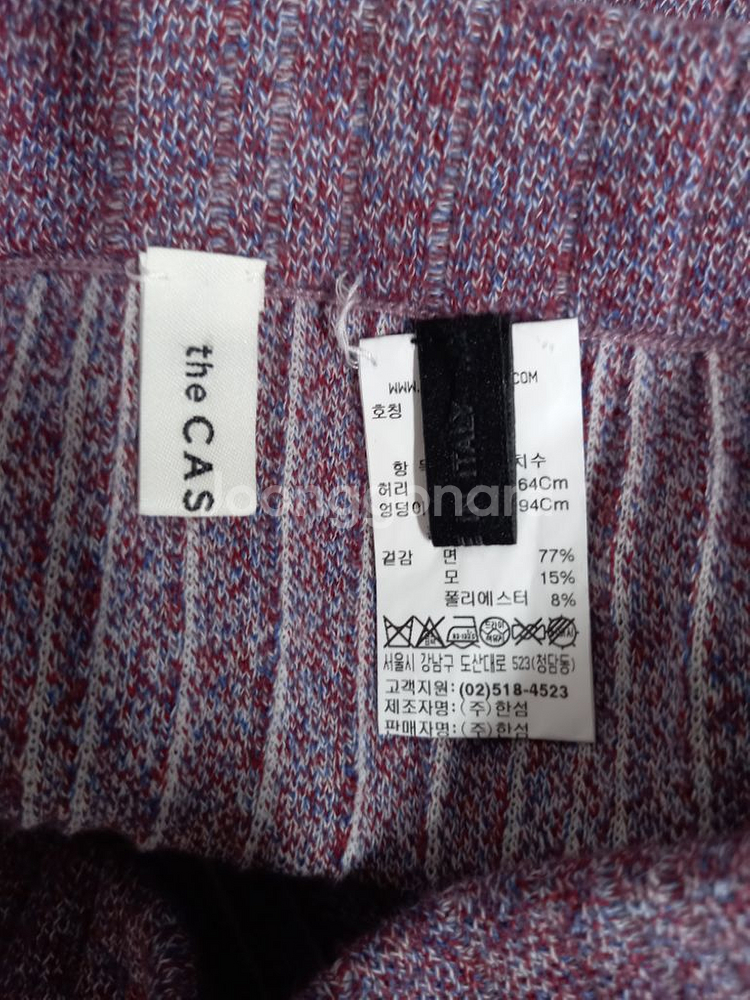 the CAS
ITALY
WWW. COM
호칭
항 치수
허리 64Cm
엉덩이 94Cm
겉감 면 77%
모 15%
폴리에스터 8%
서울시 강남구 도산대로 523(청담동)
고객지원: (02)518-4523
제조자명: (주)한섬
판매자명: (주)한섬
Joonggonara